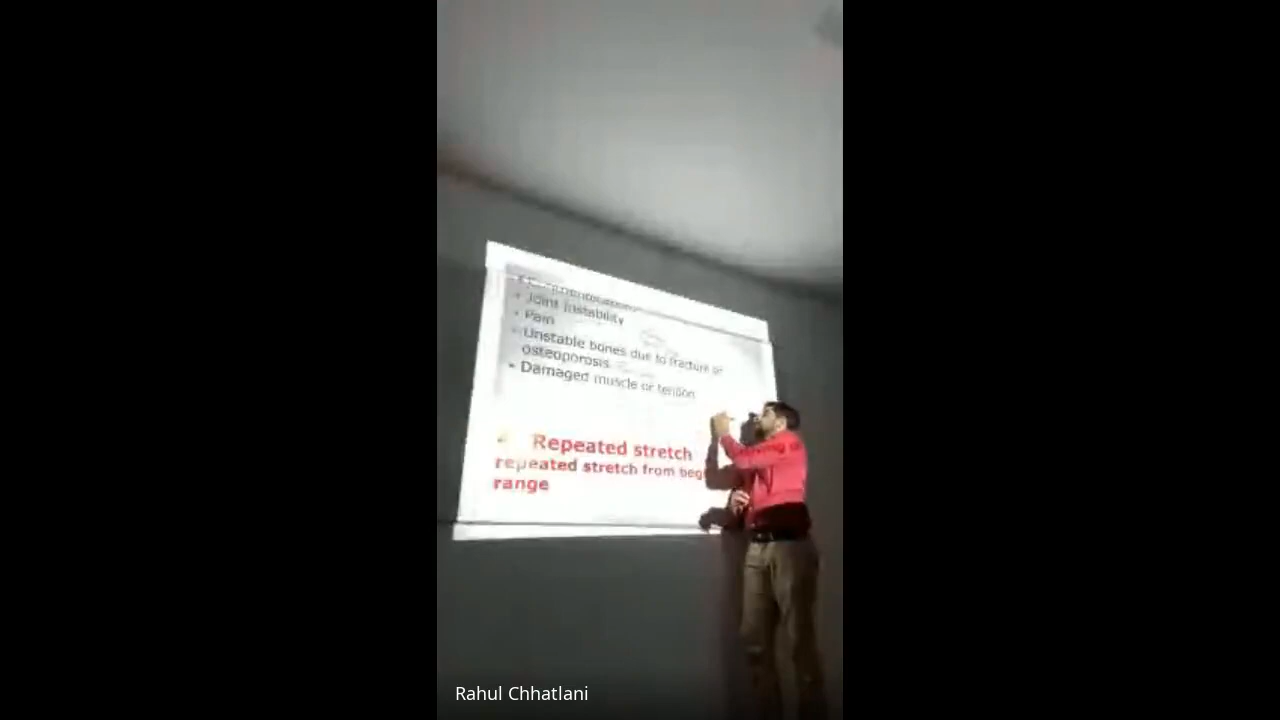 • Joint Instability
• Pain
• Unstable bones due to fracture or
osteoporosis
• Damaged muscle or tendon
Repeated stretch
repeated stretch from
range
Rahul Chhatlani